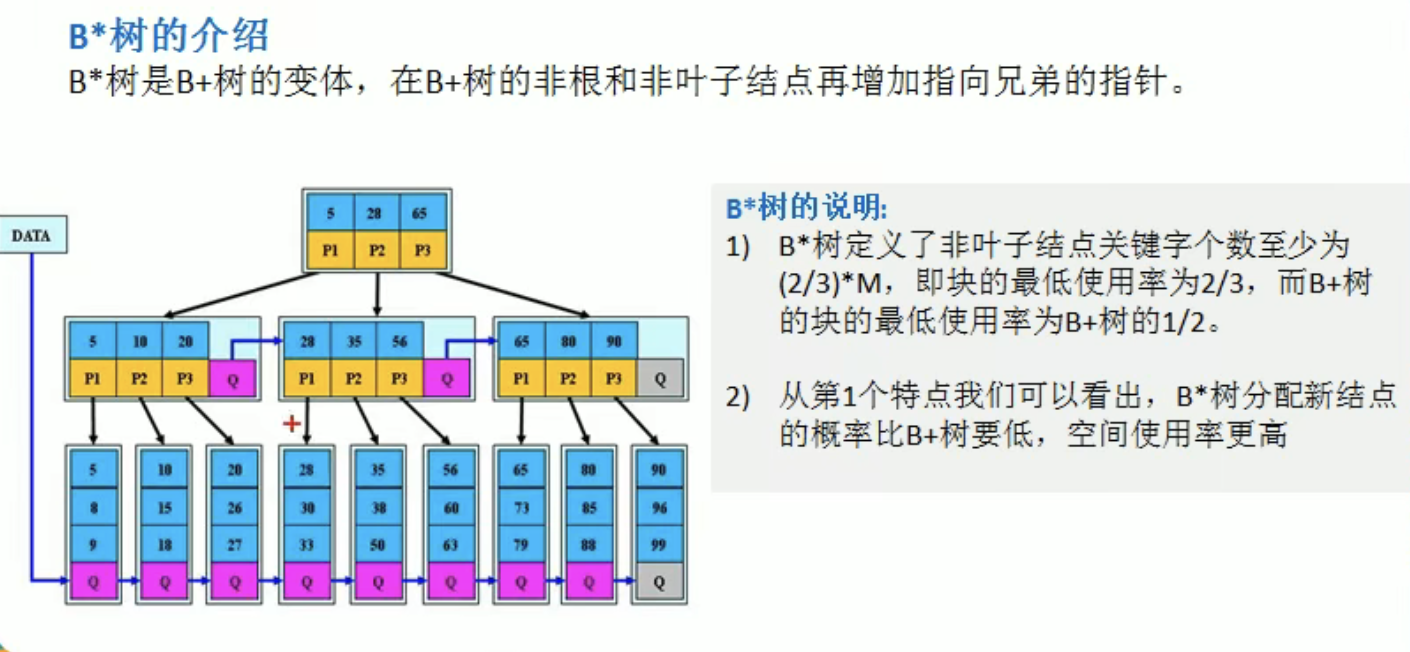 B*树的介绍
B*树是B+树的变体，在B+树的非根和非叶子结点再增加指向兄弟的指针。
DATA
5 28 65
P1 P2 P3
5 10 20 28 35 56 65 80 90
P1 P2 P3 Q P1 P2 P3 Q P1 P2 P3 Q
5 10 20 28 35 56 65 80 90
8 15 26 30 38 60 73 85 96
9 18 27 33 50 63 79 88 99
Q Q Q Q Q Q Q Q Q
B*树的说明:
1) B*树定义了非叶子结点关键字个数至少为
(2/3)*M，即块的最低使用率为2/3，而B+树
的块的最低使用率为B+树的1/2。
2) 从第1个特点我们可以看出，B*树分配新结点
的概率比B+树要低，空间使用率更高